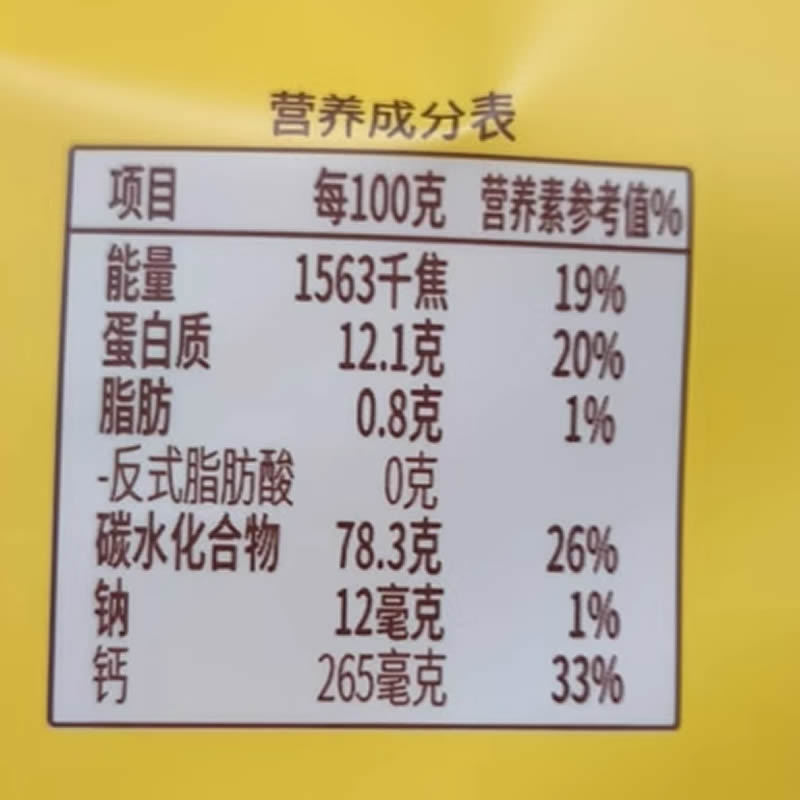 营养成分表
项目 每100克 营养素参考值%
能量 1563千焦 19%
蛋白质 12.1克 20%
脂肪 0.8克 1%
-反式脂肪酸 0克
碳水化合物 78.3克 26%
钠 12毫克 1%
钙 265毫克 33%